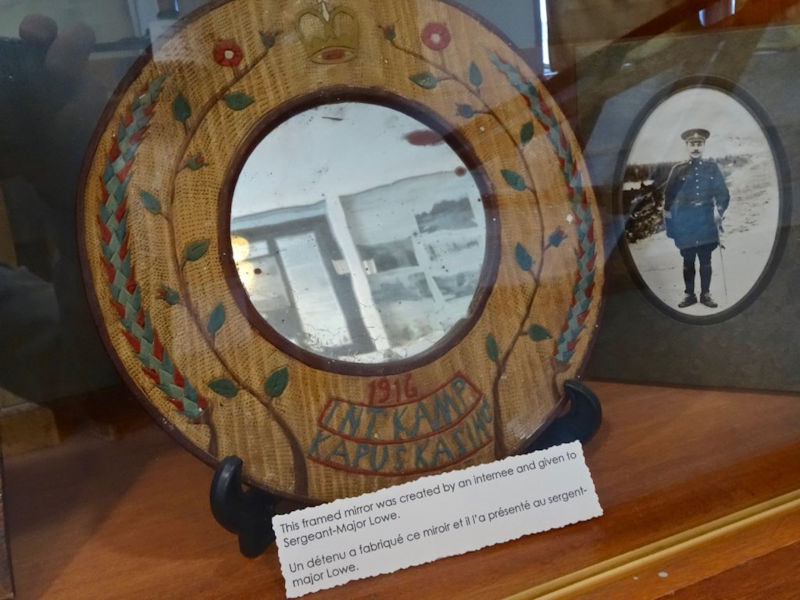 1916
INT KAMP
KAPUSKASING
This framed mirror was created by an internee and given to
Sergeant-Major Lowe.
Un détenu a fabriqué ce miroir et il l'a présenté au sergent-
major Lowe.